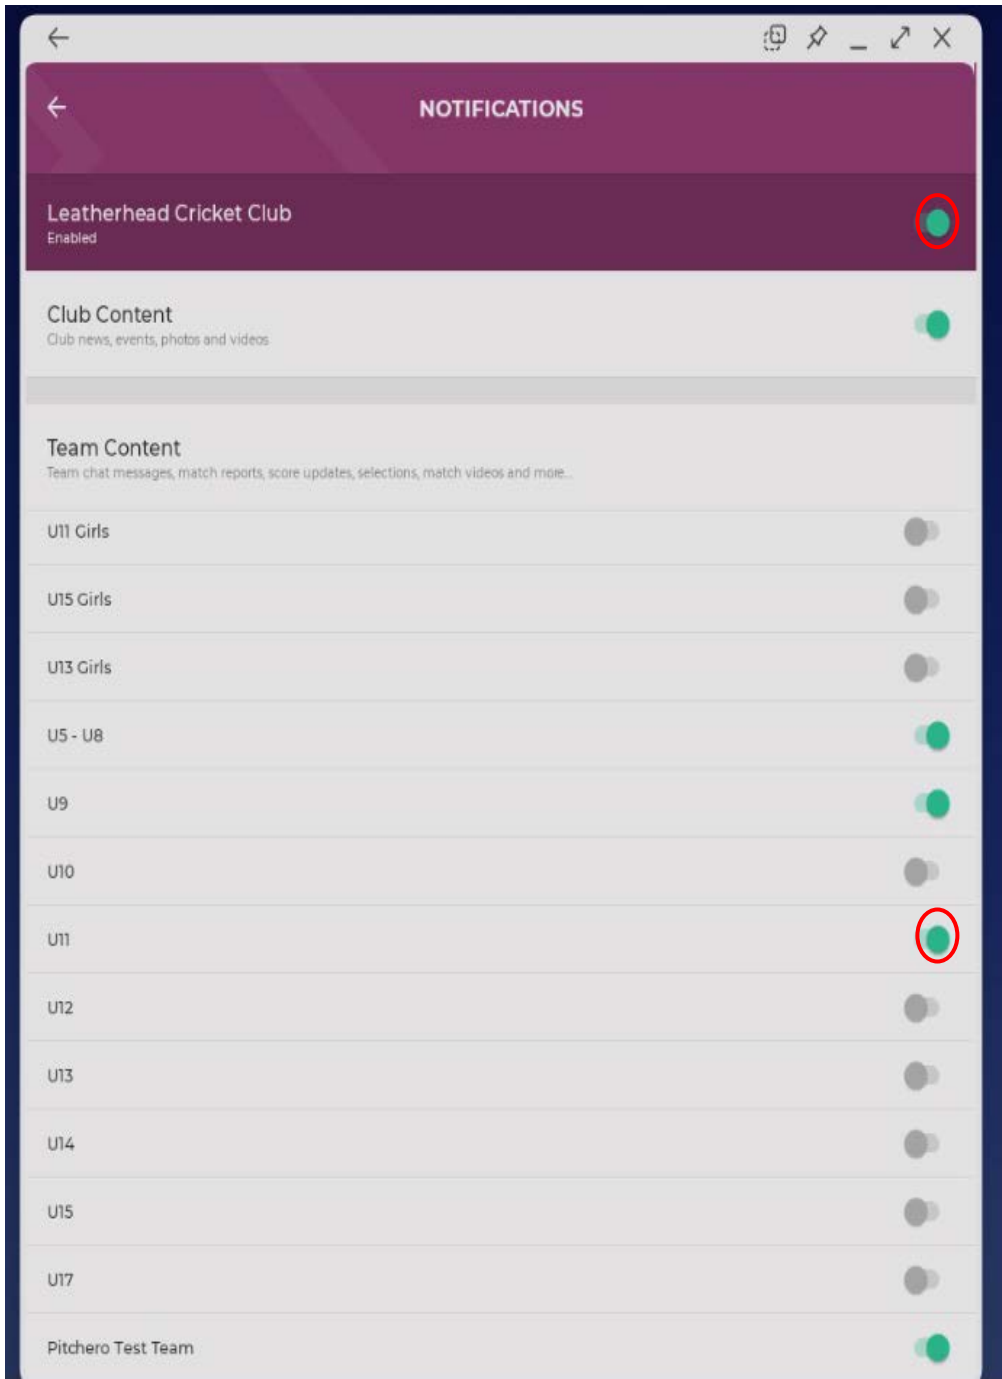 NOTIFICATIONS
Leatherhead Cricket Club
Enabled
Club Content
Club news, events, photos and videos
Team Content
Team chat messages, match reports, score updates, selections, match videos and more...
U11 Girls
U15 Girls
U13 Girls
U5 - U8
U9
U10
U11
U12
U13
U14
U15
U17
Pitchero Test Team